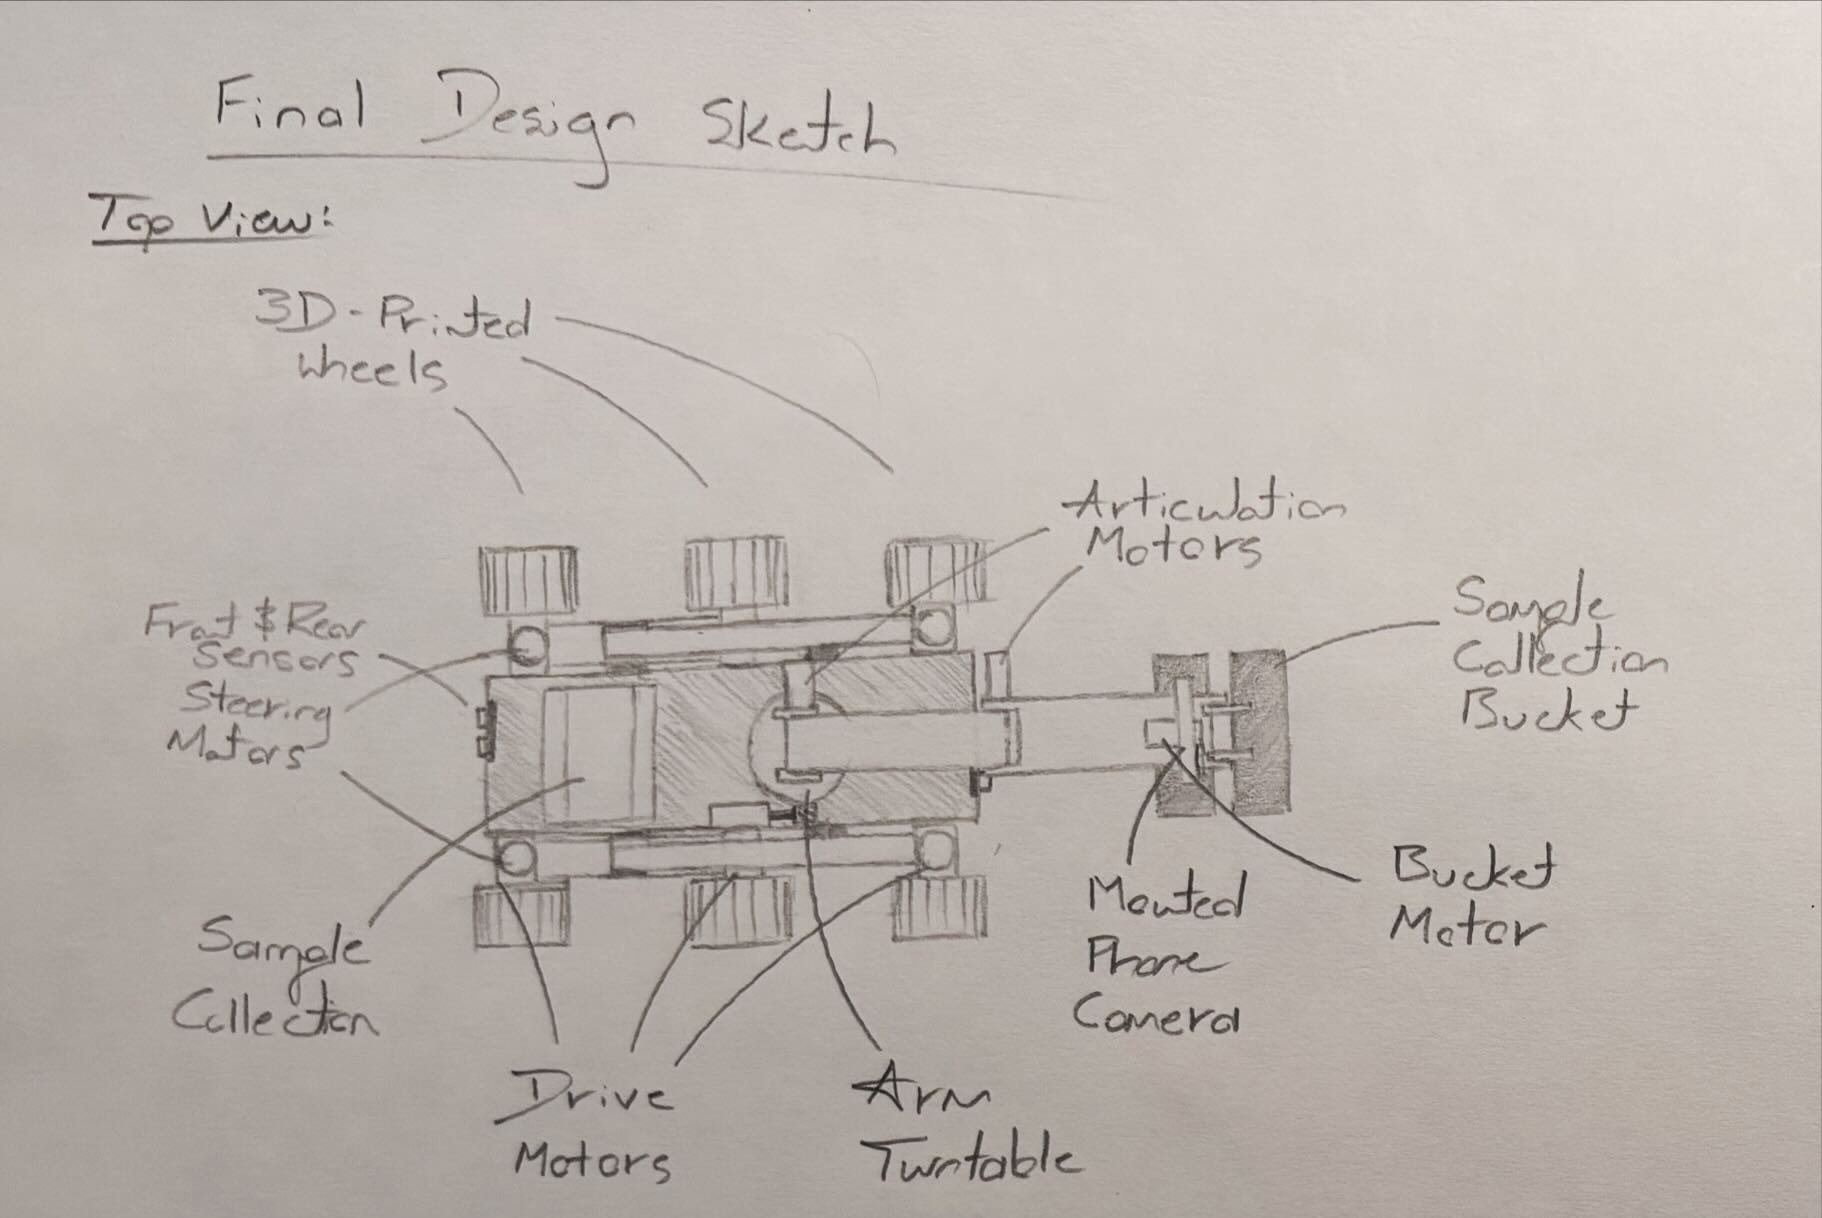 Final Design Sketch
Top View:
3D-Printed
Wheels
Articulation
Motors
Front & Rear
Sensors
Steering
Motors
Sample
Collection
Bucket
Sample
Collection
Drive
Motors
Arm
Turntable
Mouted
Phone
Camera
Bucket
Motor